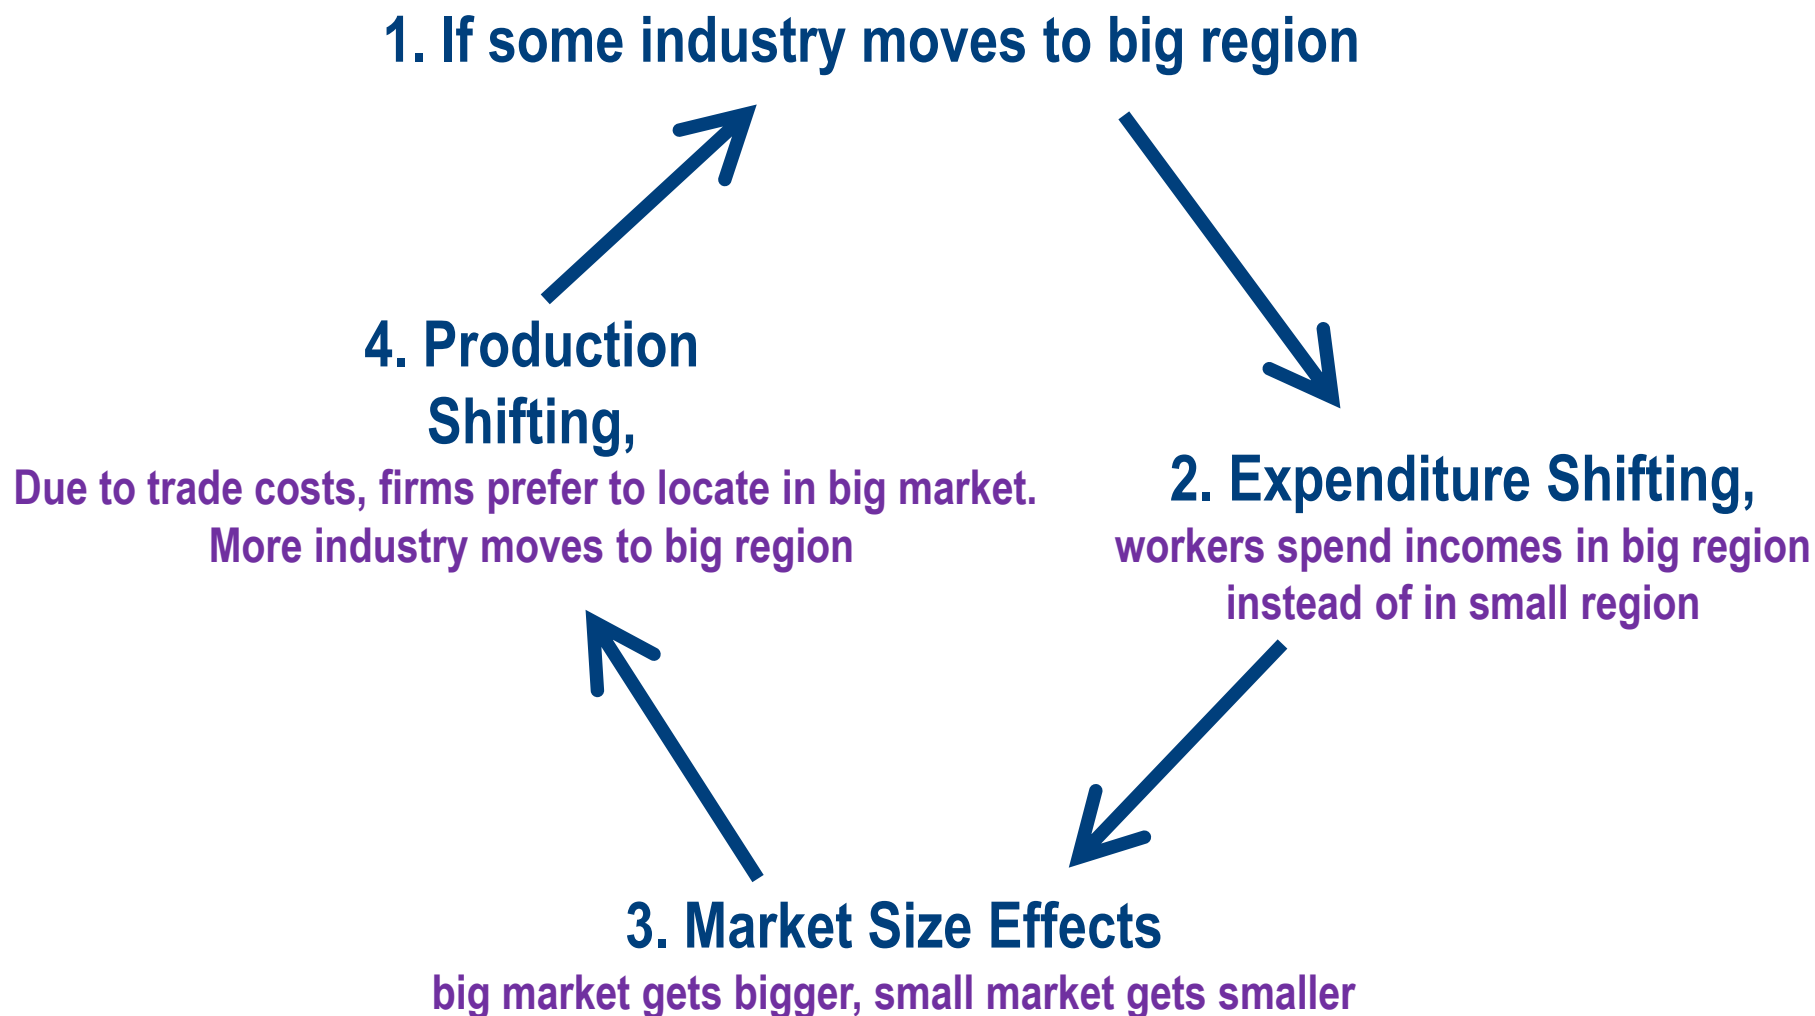 1. If some industry moves to big region
2. Expenditure Shifting,
workers spend incomes in big region
instead of in small region
3. Market Size Effects
big market gets bigger, small market gets smaller
4. Production
Shifting,
Due to trade costs, firms prefer to locate in big market.
More industry moves to big region